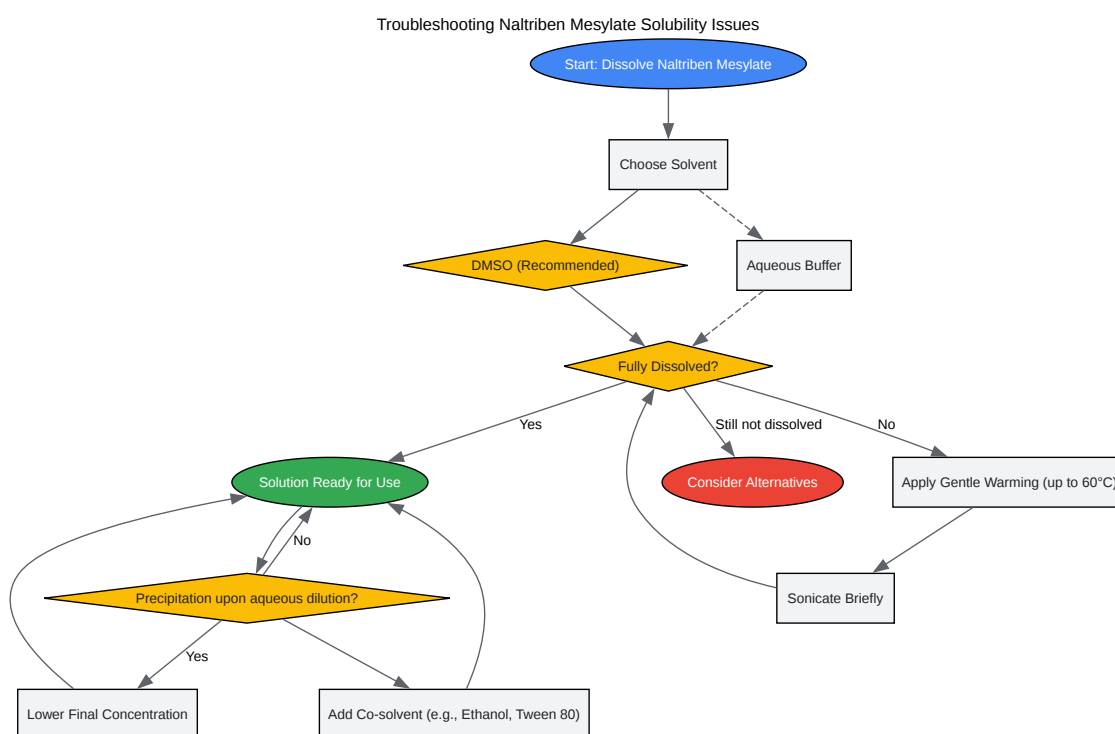 Troubleshooting Naltriben Mesylate Solubility Issues
Start: Dissolve Naltriben Mesylate
Choose Solvent
DMSO (Recommended)
Aqueous Buffer
Fully Dissolved?
Yes
Still not dissolved
No
Solution Ready for Use
Consider Alternatives
Apply Gentle Warming (up to 60°C)
No
Precipitation upon aqueous dilution?
Sonicate Briefly
Yes
Lower Final Concentration
Add Co-solvent (e.g., Ethanol, Tween 80)